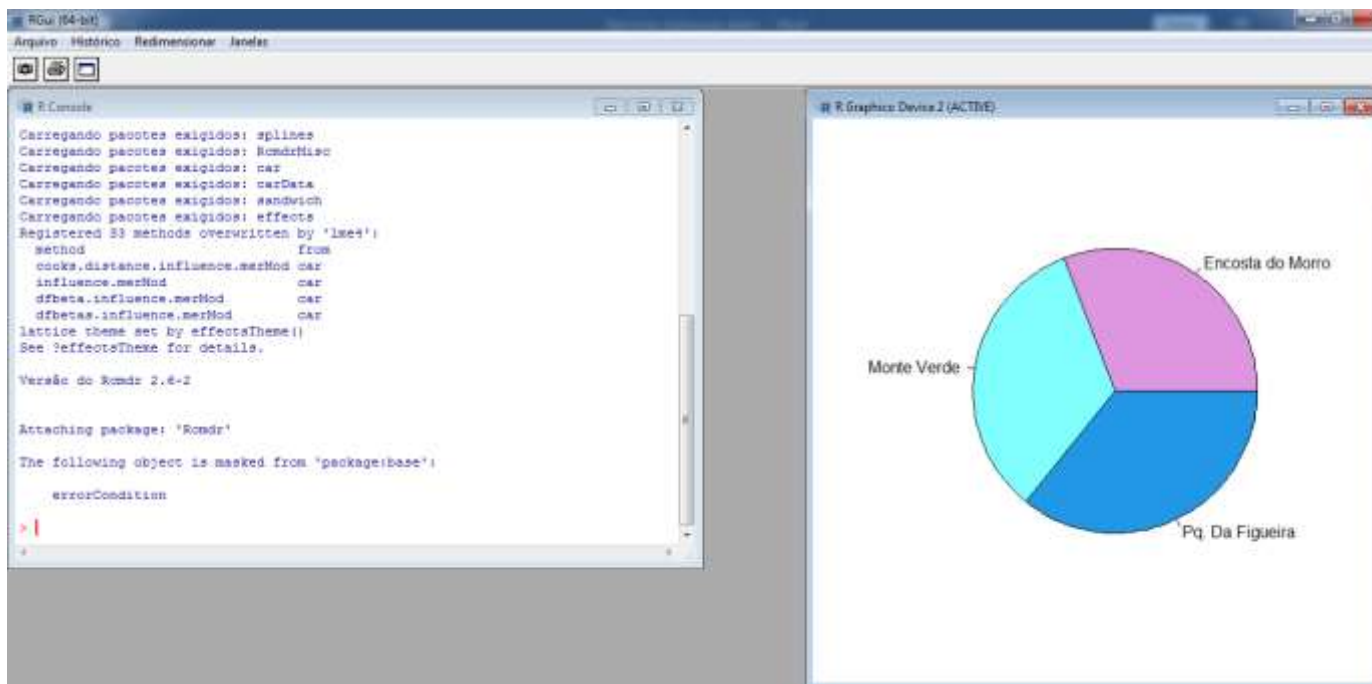 RGui (64-bit)
Arquivo Histórico Redimensionar Janelas
R Console
Carregando pacotes exigidos: splines
Carregando pacotes exigidos: RcmdrMisc
Carregando pacotes exigidos: car
Carregando pacotes exigidos: carData
Carregando pacotes exigidos: sandwich
Carregando pacotes exigidos: effects
Registered S3 methods overwritten by 'lme4':
method from
cooks.distance.influence.merMod car
influence.merMod car
dfbeta.influence.merMod car
dfbetas.influence.merMod car
lattice theme set by effectsTheme()
See ?effectsTheme for details.
Versão do Rcmdr 2.6-2
Attaching package: 'Rcmdr'
The following object is masked from 'package:base':
errorCondition
>
R Graphics: Device 2 (ACTIVE)
Encosta do Morro
Monte Verde
Pq. Da Figueira